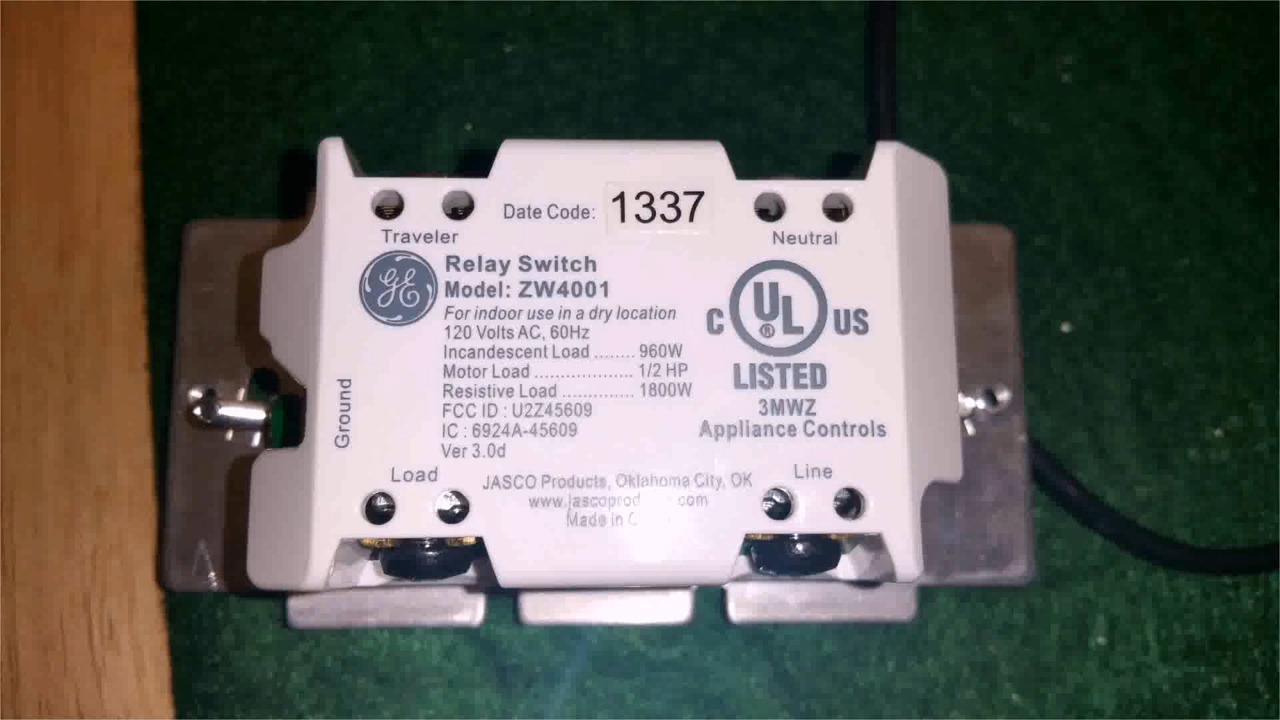 Date Code: 1337
Traveler
Neutral
GE
Relay Switch
Model: ZW4001
For indoor use in a dry location
120 Volts AC, 60Hz
Incandescent Load ........ 960W
Motor Load ................... 1/2 HP
Resistive Load .............. 1800W
FCC ID : U2Z45609
IC : 6924A-45609
Ver 3.0d
C UL ® US
LISTED
3MWZ
Appliance Controls
Ground
Load
Line
JASCO Products, Oklahoma City, OK
Made in